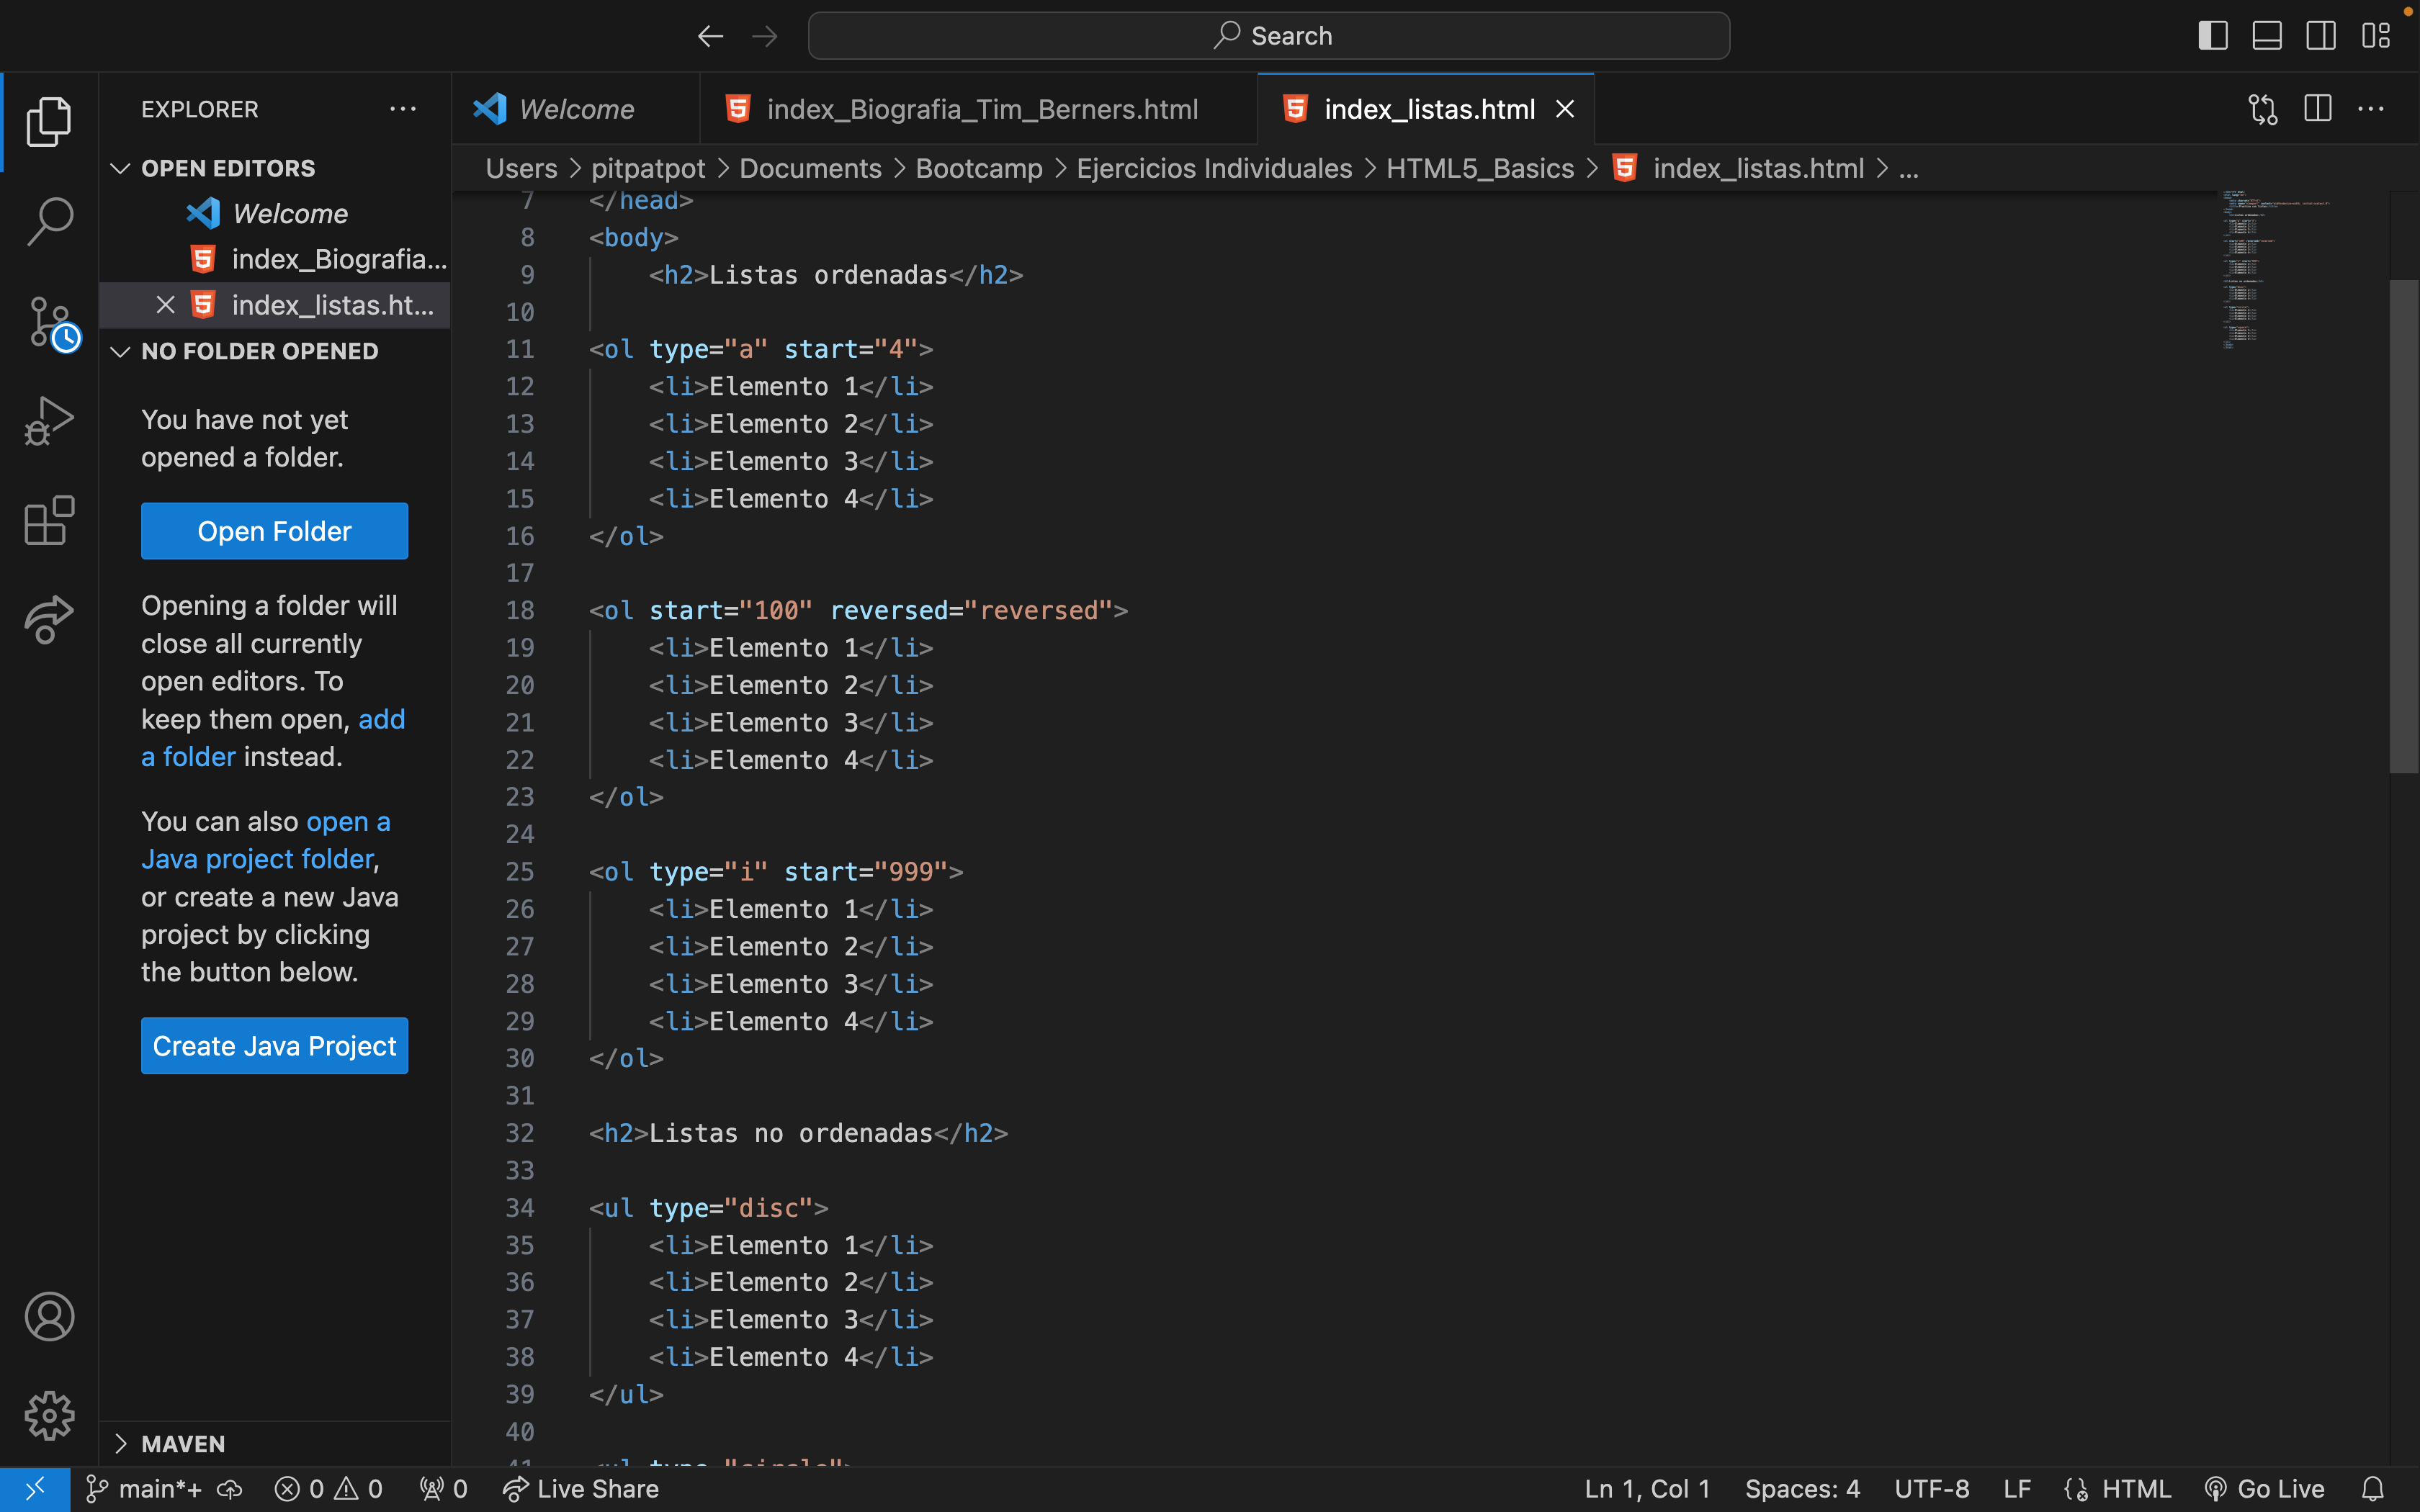 Search
EXPLORER
OPEN EDITORS
Welcome
index_Biografia...
index_listas.ht...
NO FOLDER OPENED
You have not yet
opened a folder.
Open Folder
Opening a folder will
close all currently
open editors. To
keep them open, add
a folder instead.
You can also open a
Java project folder,
or create a new Java
project by clicking
the button below.
Create Java Project
MAVEN
Welcome
index_Biografia_Tim_Berners.html
index_listas.html
Users > pitpatpot > Documents > Bootcamp > Ejercicios Individuales > HTML5_Basics > index_listas.html > ...
7 </head>
8 <body>
9 <h2>Listas ordenadas</h2>
10
11 <ol type="a" start="4">
12 <li>Elemento 1</li>
13 <li>Elemento 2</li>
14 <li>Elemento 3</li>
15 <li>Elemento 4</li>
16 </ol>
17
18 <ol start="100" reversed="reversed">
19 <li>Elemento 1</li>
20 <li>Elemento 2</li>
21 <li>Elemento 3</li>
22 <li>Elemento 4</li>
23 </ol>
24
25 <ol type="i" start="999">
26 <li>Elemento 1</li>
27 <li>Elemento 2</li>
28 <li>Elemento 3</li>
29 <li>Elemento 4</li>
30 </ol>
31
32 <h2>Listas no ordenadas</h2>
33
34 <ul type="disc">
35 <li>Elemento 1</li>
36 <li>Elemento 2</li>
37 <li>Elemento 3</li>
38 <li>Elemento 4</li>
39 </ul>
40
41 <ul type="circle">
main*+ 0 0 0 Live Share Ln 1, Col 1 Spaces: 4 UTF-8 LF HTML Go Live